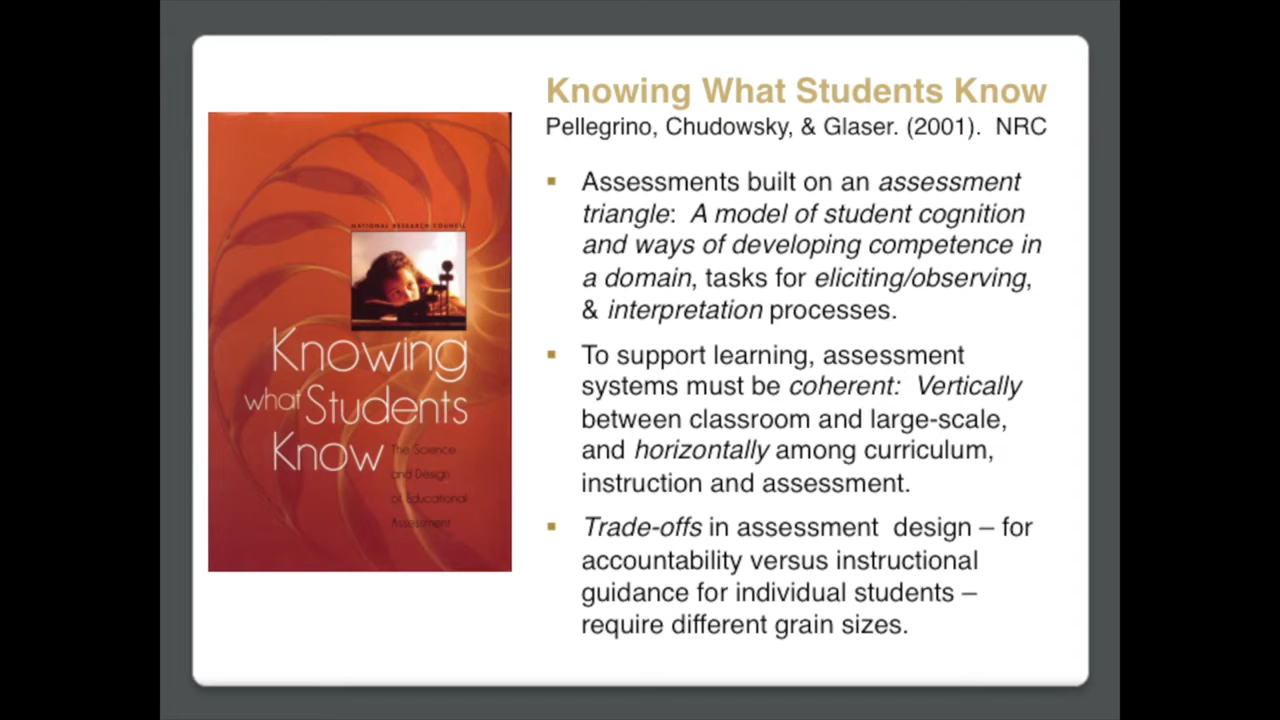 Knowing What Students Know
Pellegrino, Chudowsky, & Glaser. (2001).  NRC
▪ Assessments built on an assessment
triangle:  A model of student cognition
and ways of developing competence in
a domain, tasks for eliciting/observing,
& interpretation processes.
▪ To support learning, assessment
systems must be coherent:  Vertically
between classroom and large-scale,
and horizontally among curriculum,
instruction and assessment.
▪ Trade-offs in assessment  design – for
accountability versus instructional
guidance for individual students –
require different grain sizes.
NATIONAL RESEARCH COUNCIL
Knowing
what Students
Know
The Science
and Design
of Educational
Assessment